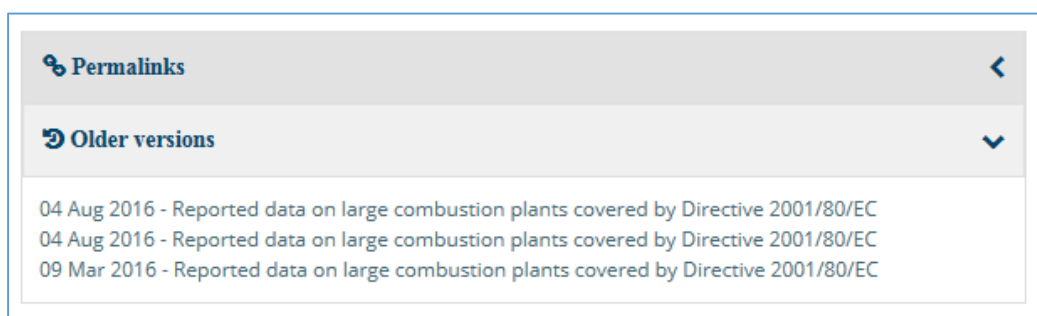 Permalinks
Older versions
04 Aug 2016 - Reported data on large combustion plants covered by Directive 2001/80/EC
04 Aug 2016 - Reported data on large combustion plants covered by Directive 2001/80/EC
09 Mar 2016 - Reported data on large combustion plants covered by Directive 2001/80/EC